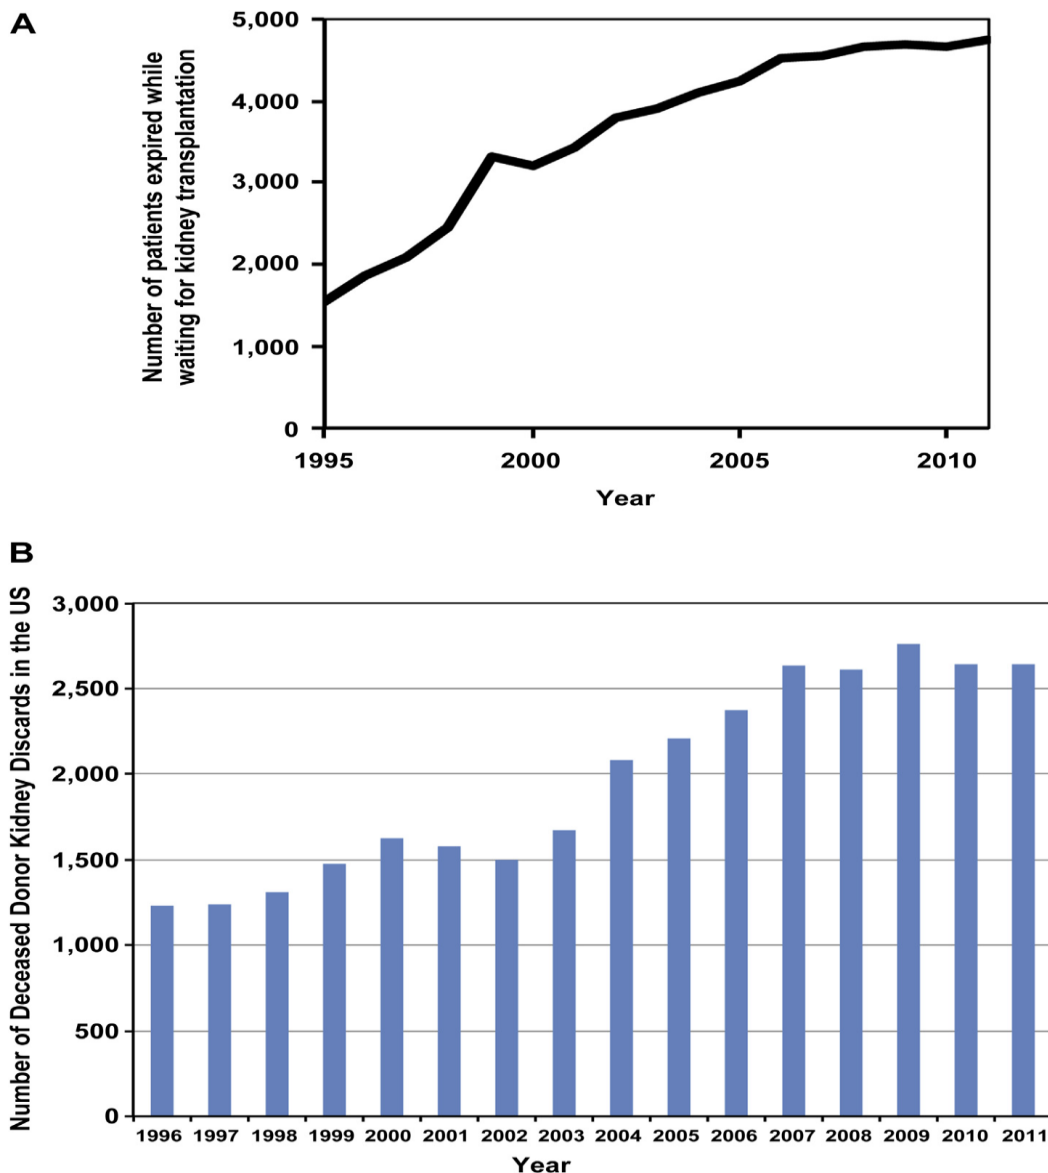 A
Number of patients expired while
waiting for kidney transplantation
5,000
4,000
3,000
2,000
1,000
0
1995 2000 2005 2010
Year
B
Number of Deceased Donor Kidney Discards in the US
3,000
2,500
2,000
1,500
1,000
500
0
1996 1997 1998 1999 2000 2001 2002 2003 2004 2005 2006 2007 2008 2009 2010 2011
Year